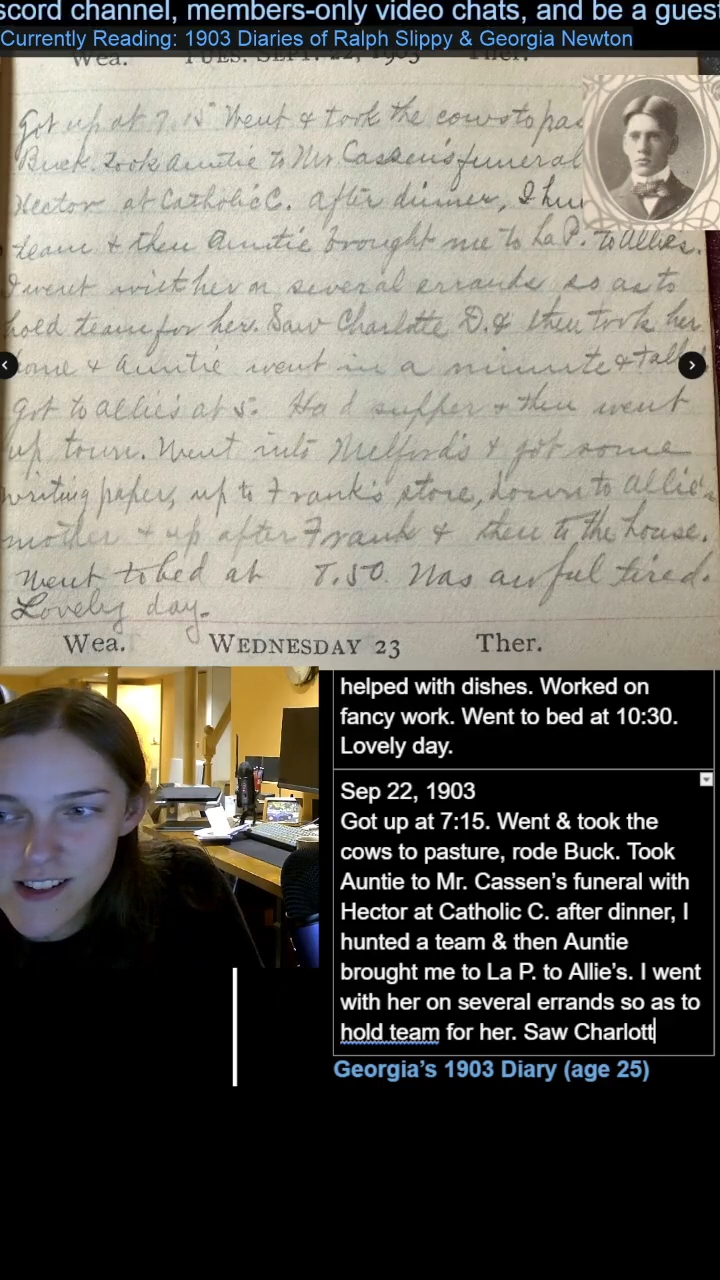 scord channel, members-only video chats, and be a guest
Currently Reading: 1903 Diaries of Ralph Slippy & Georgia Newton
Wea. TUES. SEPT. 22, 1903 Ther.
Got up at 7.15 Went & took the cows to pas
Buck. Took Auntie to Mr. Cassen's funeral
Hector at Catholic C. after dinner, I hu
team & then Auntie brought me to La P. to Allie's.
I went with her on several errands so as to
hold team for her. Saw Charlotte D. & then took her
ome & Auntie went in a minute & talk
Got to Allie's at 5. Had supper & then went
up town. Went into Melford's & got some
writing paper, up to Frank's store, down to Allie's
mother & up after Frank & then to the house.
Went to bed at 8.50. Was awful tired.
Lovely day.
Wea. WEDNESDAY 23 Ther.
helped with dishes. Worked on
fancy work. Went to bed at 10:30.
Lovely day.
Sep 22, 1903
Got up at 7:15. Went & took the
cows to pasture, rode Buck. Took
Auntie to Mr. Cassen’s funeral with
Hector at Catholic C. after dinner, I
hunted a team & then Auntie
brought me to La P. to Allie’s. I went
with her on several errands so as to
hold team for her. Saw Charlott
Georgia’s 1903 Diary (age 25)